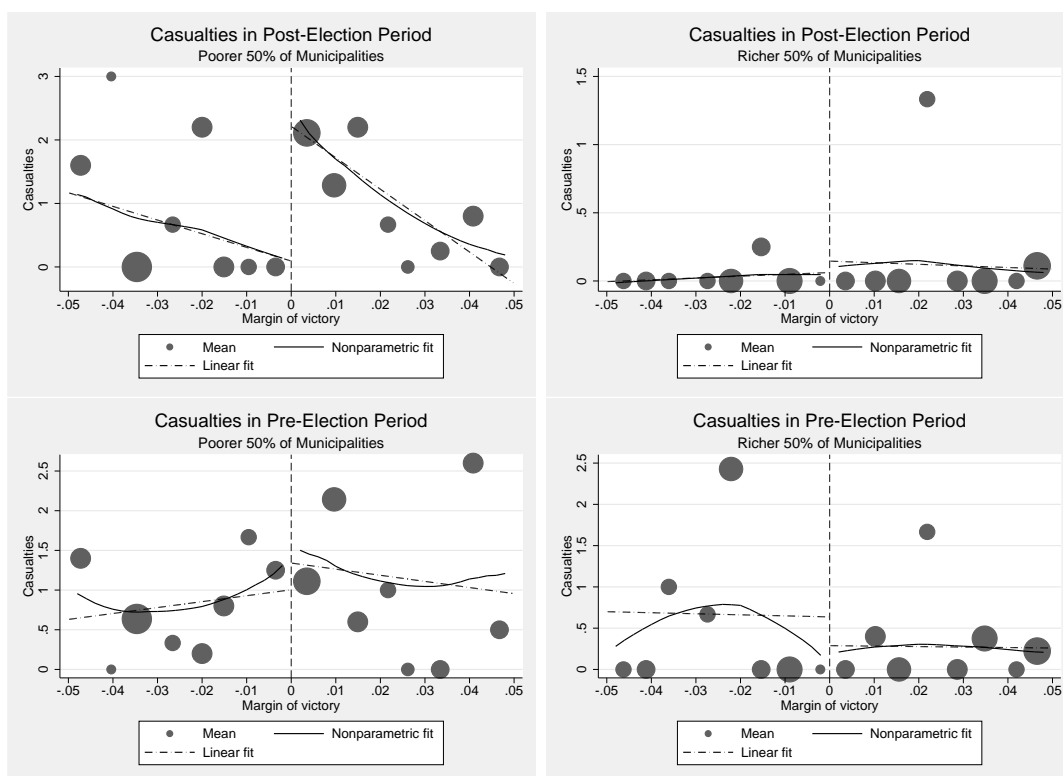 Casualties in Post-Election Period
Poorer 50% of Municipalities
3
2
1
0
Casualties
-.05 -.04 -.03 -.02 -.01 0 .01 .02 .03 .04 .05
Margin of victory
Mean Nonparametric fit
Linear fit
Casualties in Post-Election Period
Richer 50% of Municipalities
1.5
1
.5
0
Casualties
-.05 -.04 -.03 -.02 -.01 0 .01 .02 .03 .04 .05
Margin of victory
Mean Nonparametric fit
Linear fit
Casualties in Pre-Election Period
Poorer 50% of Municipalities
2.5
2
1.5
1
.5
0
Casualties
-.05 -.04 -.03 -.02 -.01 0 .01 .02 .03 .04 .05
Margin of victory
Mean Nonparametric fit
Linear fit
Casualties in Pre-Election Period
Richer 50% of Municipalities
2.5
2
1.5
1
.5
0
Casualties
-.05 -.04 -.03 -.02 -.01 0 .01 .02 .03 .04 .05
Margin of victory
Mean Nonparametric fit
Linear fit